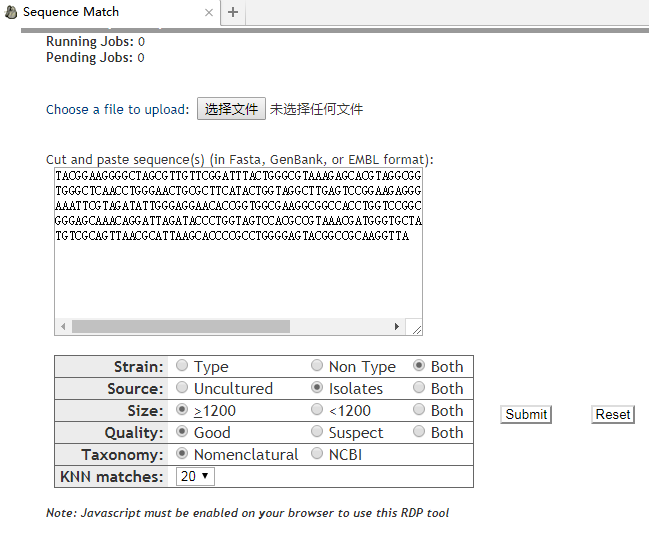 Sequence Match
Running Jobs: 0
Pending Jobs: 0
Choose a file to upload: 选择文件 未选择任何文件
Cut and paste sequence(s) (in Fasta, GenBank, or EMBL format):
TACGGAAGGGGCTAGCGTTGTTCGGATTTACTGGGCGTAAAGAGCACGTAGGCGG
TGGGCTCAACCTGGGAACTGCGCTTCATACTGGTAGGCTTGAGTCCGGAAGAGGG
AAATTCGTAGATATTGGGAGGAACACCGGTGGCGAAGGCGGCCACCTGGTCCGGC
GGGAGCAAACAGGATTAGATACCCTGGTAGTCCACGCCGTAAACGATGGGTGCTA
TGTCGCAGTTAACGCATTAAGCACCCCGCCTGGGGAGTACGGCCGCAAGGTTA
Strain: Type Non Type Both
Source: Uncultured Isolates Both
Size: >1200 <1200 Both
Quality: Good Suspect Both
Taxonomy: Nomenclatural NCBI
KNN matches: 20
Submit Reset
Note: Javascript must be enabled on your browser to use this RDP tool